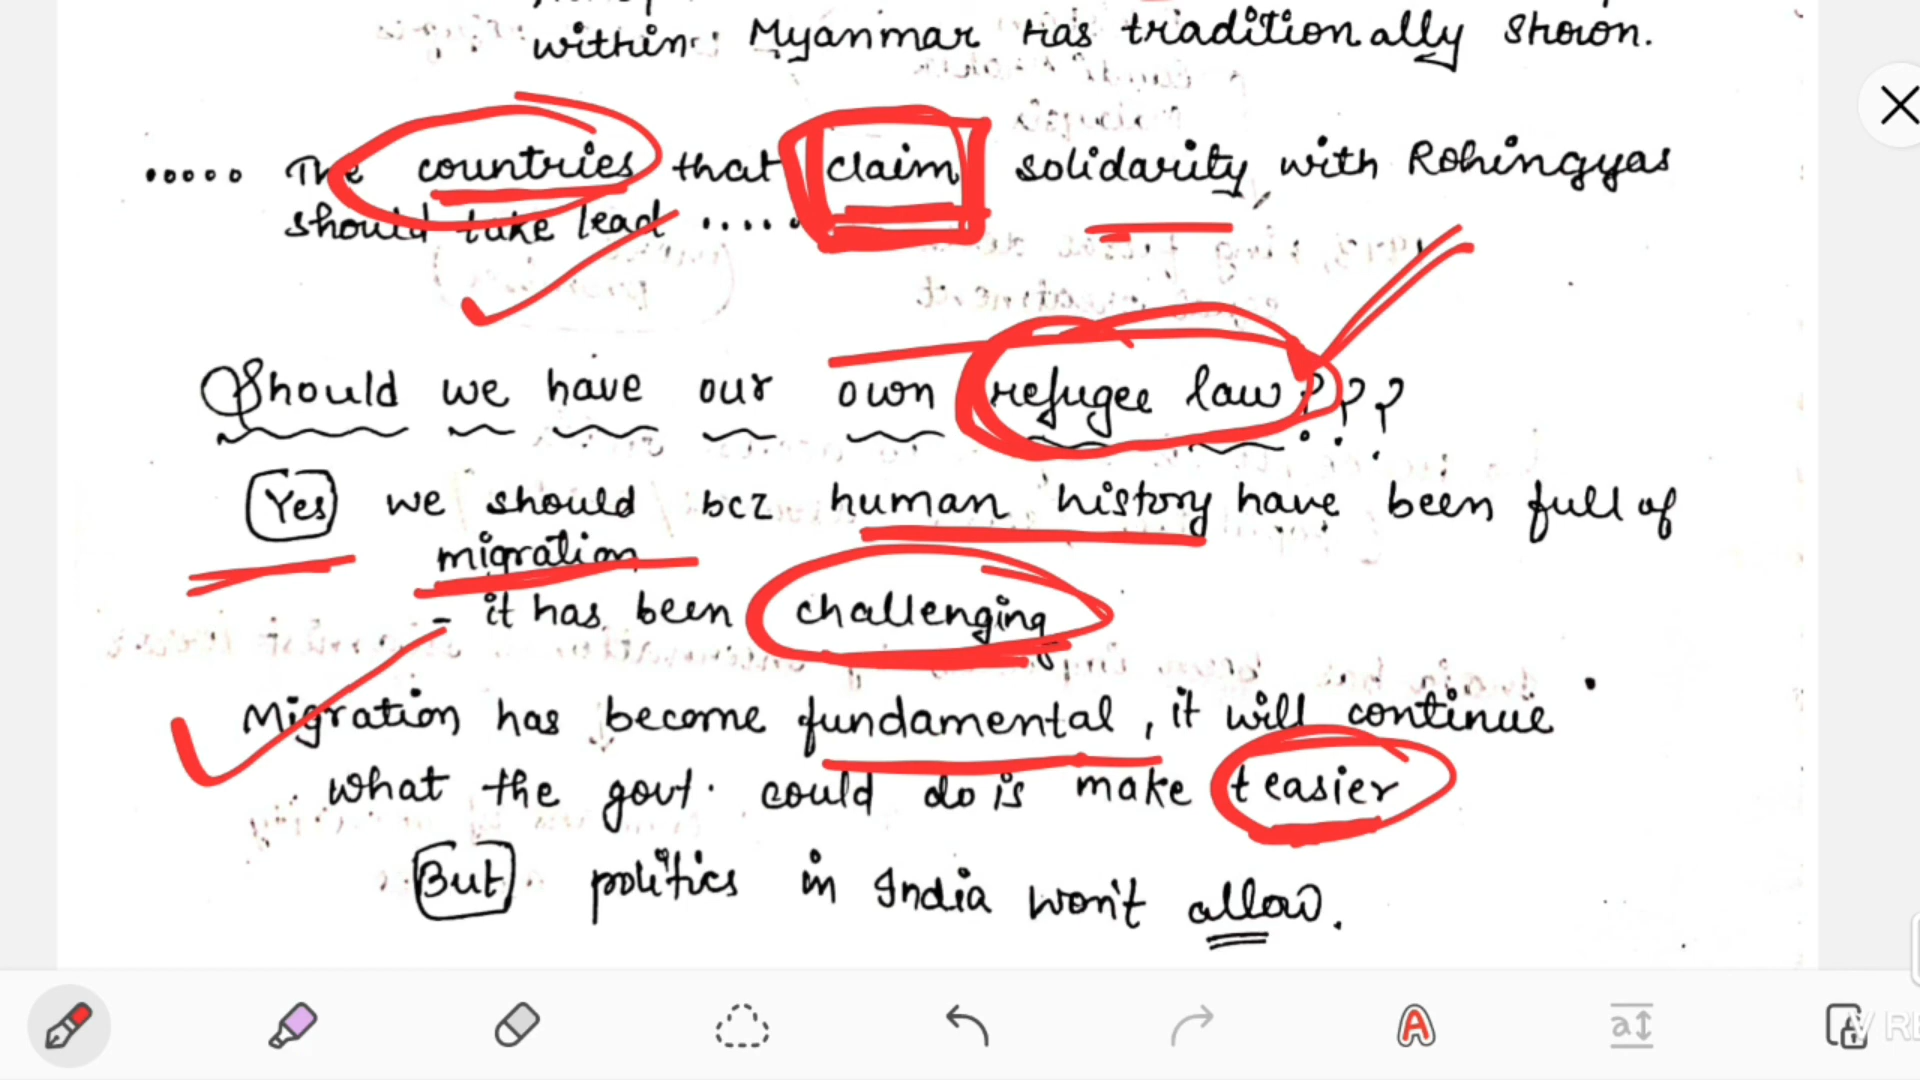 within Myanmar has traditionally shown.
..... The countries that claim solidarity with Rohingyas
should take lead .....
Should we have our own refugee law???
Yes we should bcz human history have been full of
migration
- it has been challenging
Migration has become fundamental, it will continue
what the govt. could do is make t easier
But politics in India won't allow.
A
a